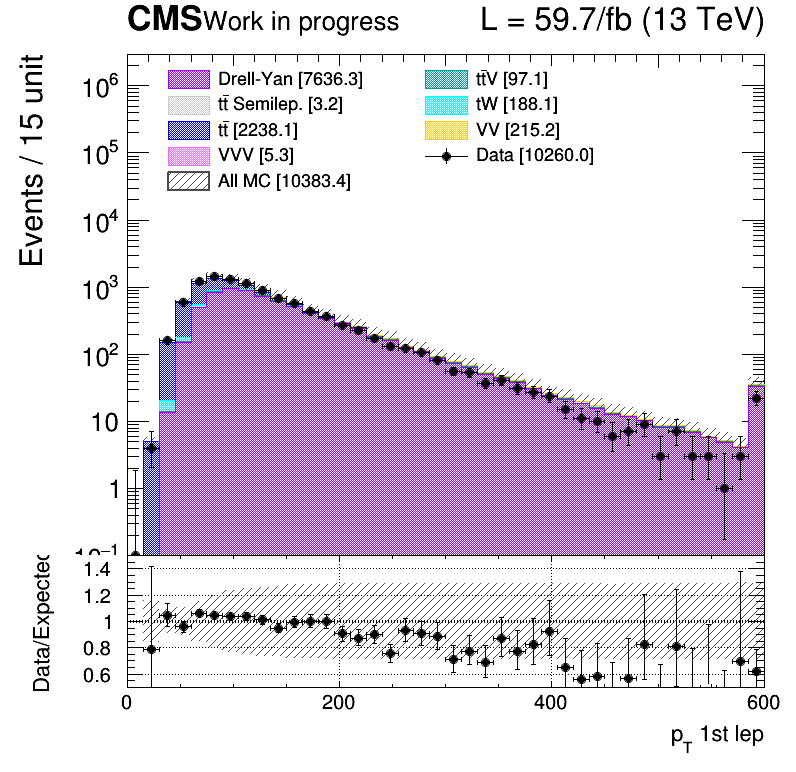 CMS Work in progress L = 59.7/fb (13 TeV)
Events / 15 unit
Drell-Yan [7636.3]
tt̄ Semilep. [3.2]
tt̄ [2238.1]
VVV [5.3]
All MC [10383.4]
tt̄V [97.1]
tW [188.1]
VV [215.2]
Data [10260.0]
10⁶
10⁵
10⁴
10³
10²
10
1
10⁻¹
Data/Expected
1.4
1.2
1
0.8
0.6
0 200 400 600
p_T 1st lep